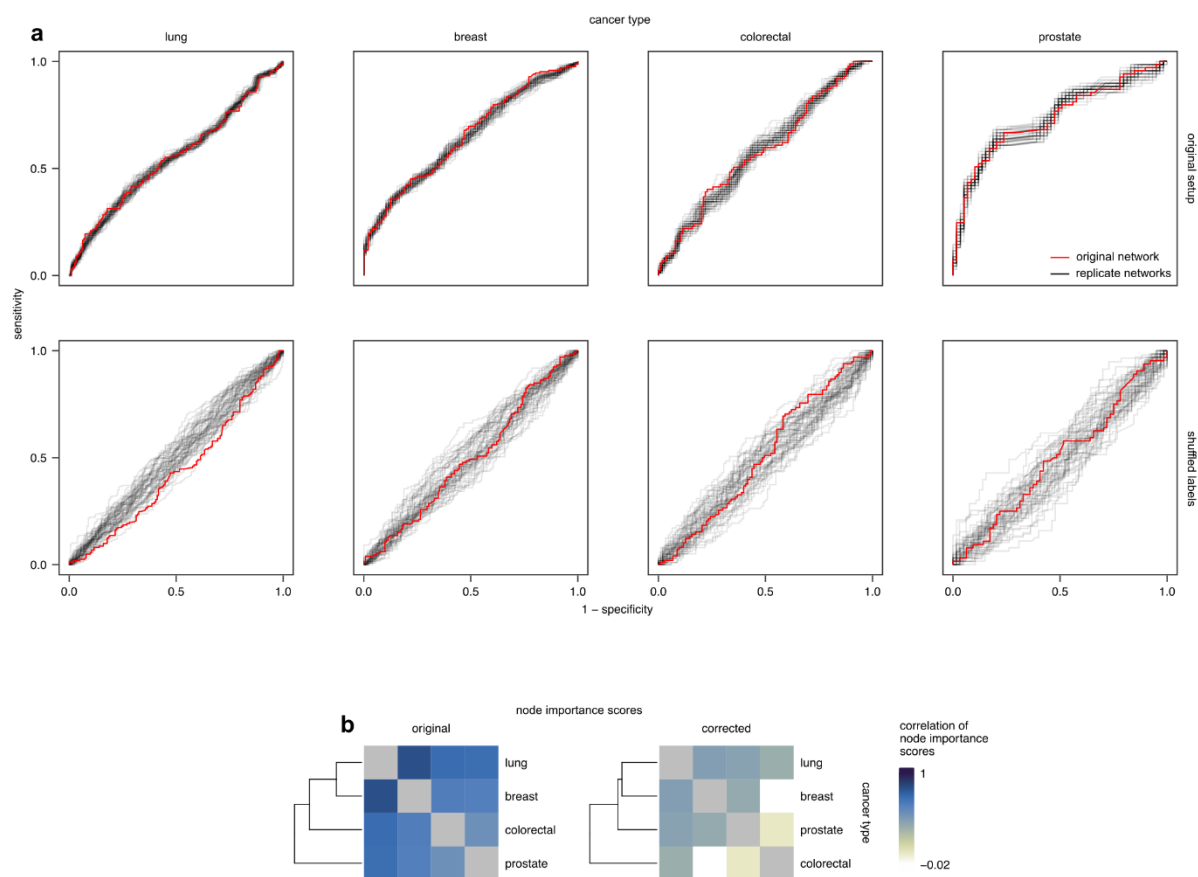 cancer type
a
lung breast colorectal prostate
1.0
0.5
0.0
original setup
original network
replicate networks
sensitivity
1.0
0.5
0.0
shuffled labels
0.0 0.5 1.0 0.0 0.5 1.0 0.0 0.5 1.0 0.0 0.5 1.0
1 − specificity
b
node importance scores
original corrected
lung
breast
colorectal
prostate
lung
breast
prostate
colorectal
cancer type
correlation of
node importance
scores
1
−0.02